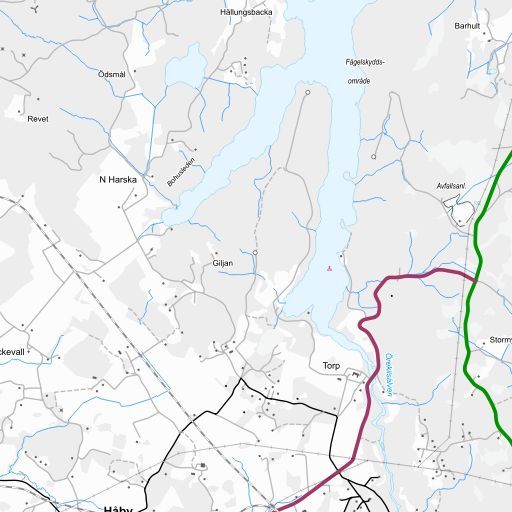 Hällungsbacka
Barhult
Fågelskydds-
område
Ödsmål
Revet
N Harska
Bohusleden
Avfallsanl.
Giljan
Stormy
ckevall
Torp
Örekilsälven
Håby